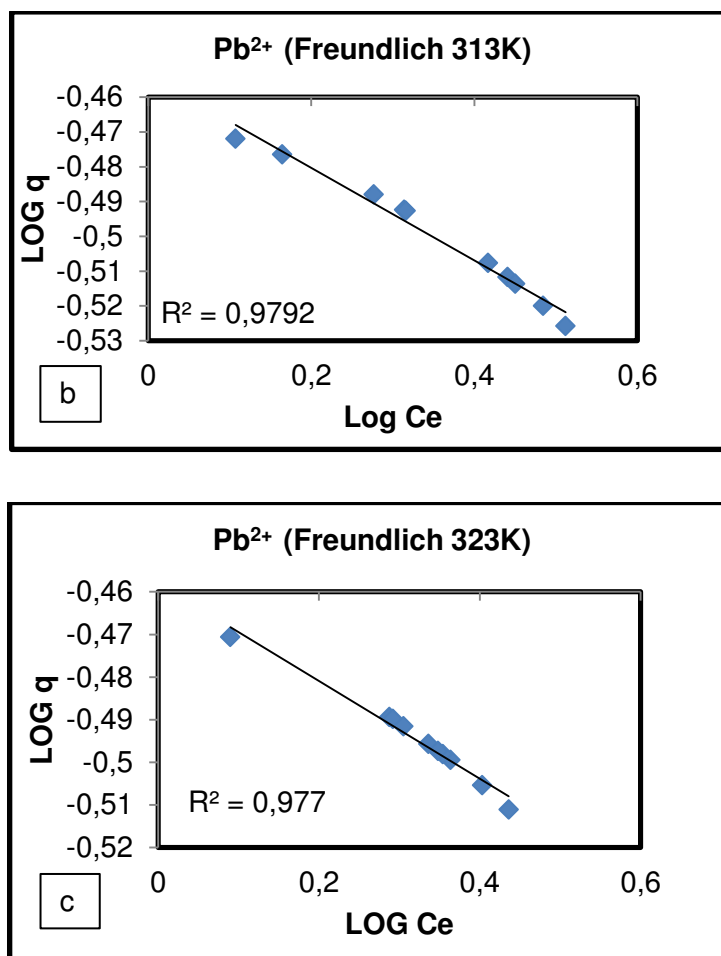 Pb²⁺ (Freundlich 313K)
-0,46
-0,47
-0,48
-0,49
-0,5
-0,51
-0,52
-0,53
LOG q
R² = 0,9792
0 0,2 0,4 0,6
b
Log Ce
Pb²⁺ (Freundlich 323K)
-0,46
-0,47
-0,48
-0,49
-0,5
-0,51
-0,52
LOG q
R² = 0,977
0 0,2 0,4 0,6
c
LOG Ce